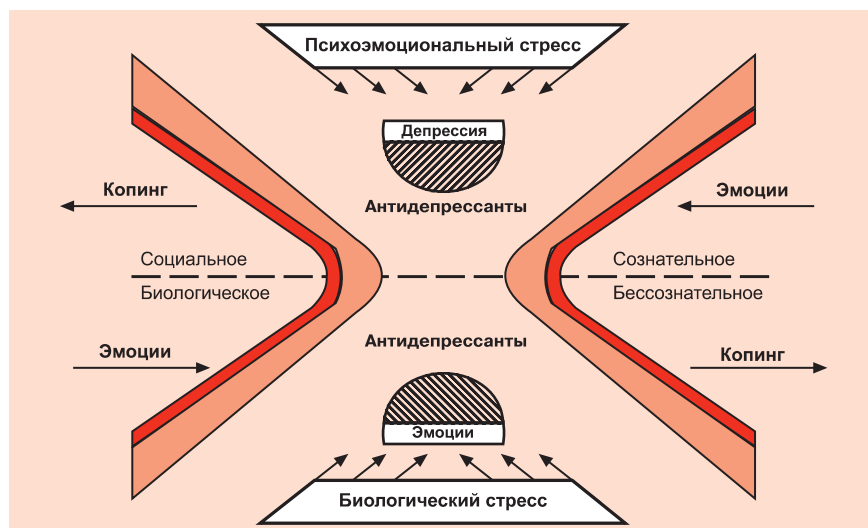 Психоэмоциональный стресс
Депрессия
Копинг
Антидепрессанты
Эмоции
Социальное
Сознательное
Биологическое
Бессознательное
Эмоции
Антидепрессанты
Копинг
Эмоции
Биологический стресс